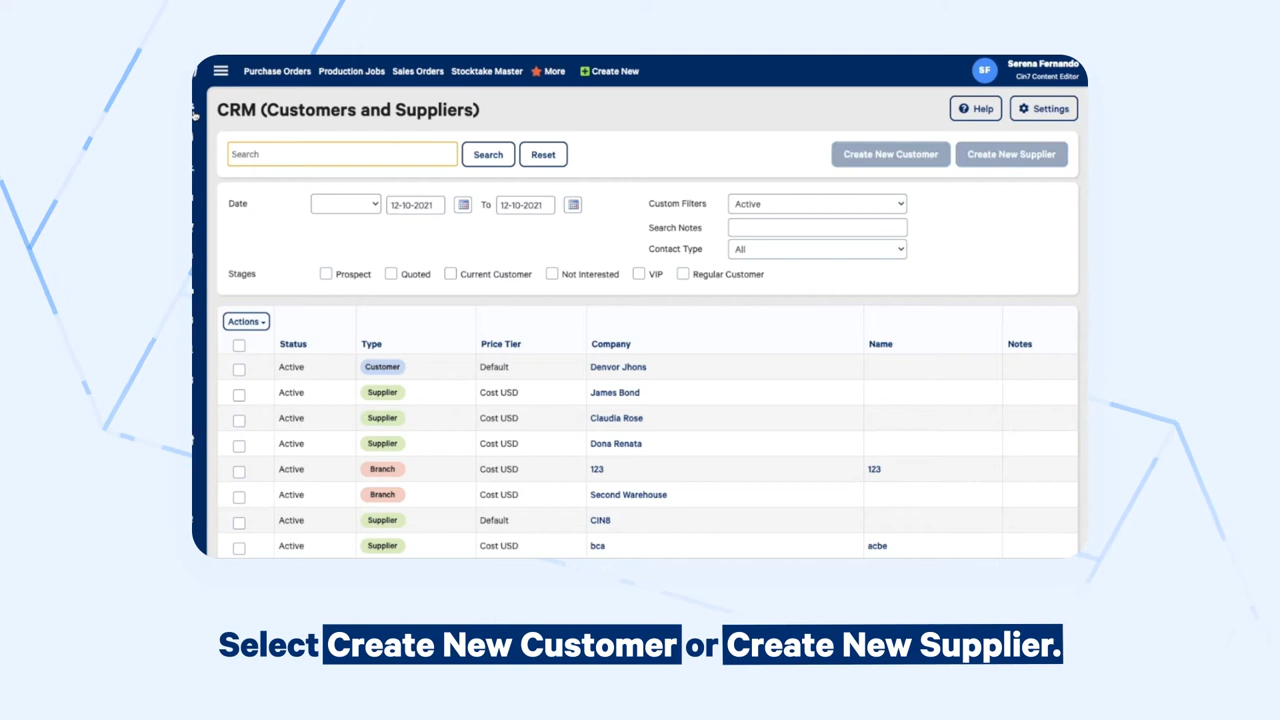 Purchase Orders Production Jobs Sales Orders Stocktake Master More Create New SF Serena Fernando
Cin7 Content Editor
CRM (Customers and Suppliers) Help Settings
Search Search Reset Create New Customer Create New Supplier
Date 12-10-2021 To 12-10-2021 Custom Filters Active
Search Notes
Contact Type All
Stages Prospect Quoted Current Customer Not Interested VIP Regular Customer
Actions
Status Type Price Tier Company Name Notes
Active Customer Default Denvor Jhons
Active Supplier Cost USD James Bond
Active Supplier Cost USD Claudia Rose
Active Supplier Cost USD Dona Renata
Active Branch Cost USD 123 123
Active Branch Cost USD Second Warehouse
Active Supplier Default CIN8
Active Supplier Cost USD bca acbe
Select Create New Customer or Create New Supplier.